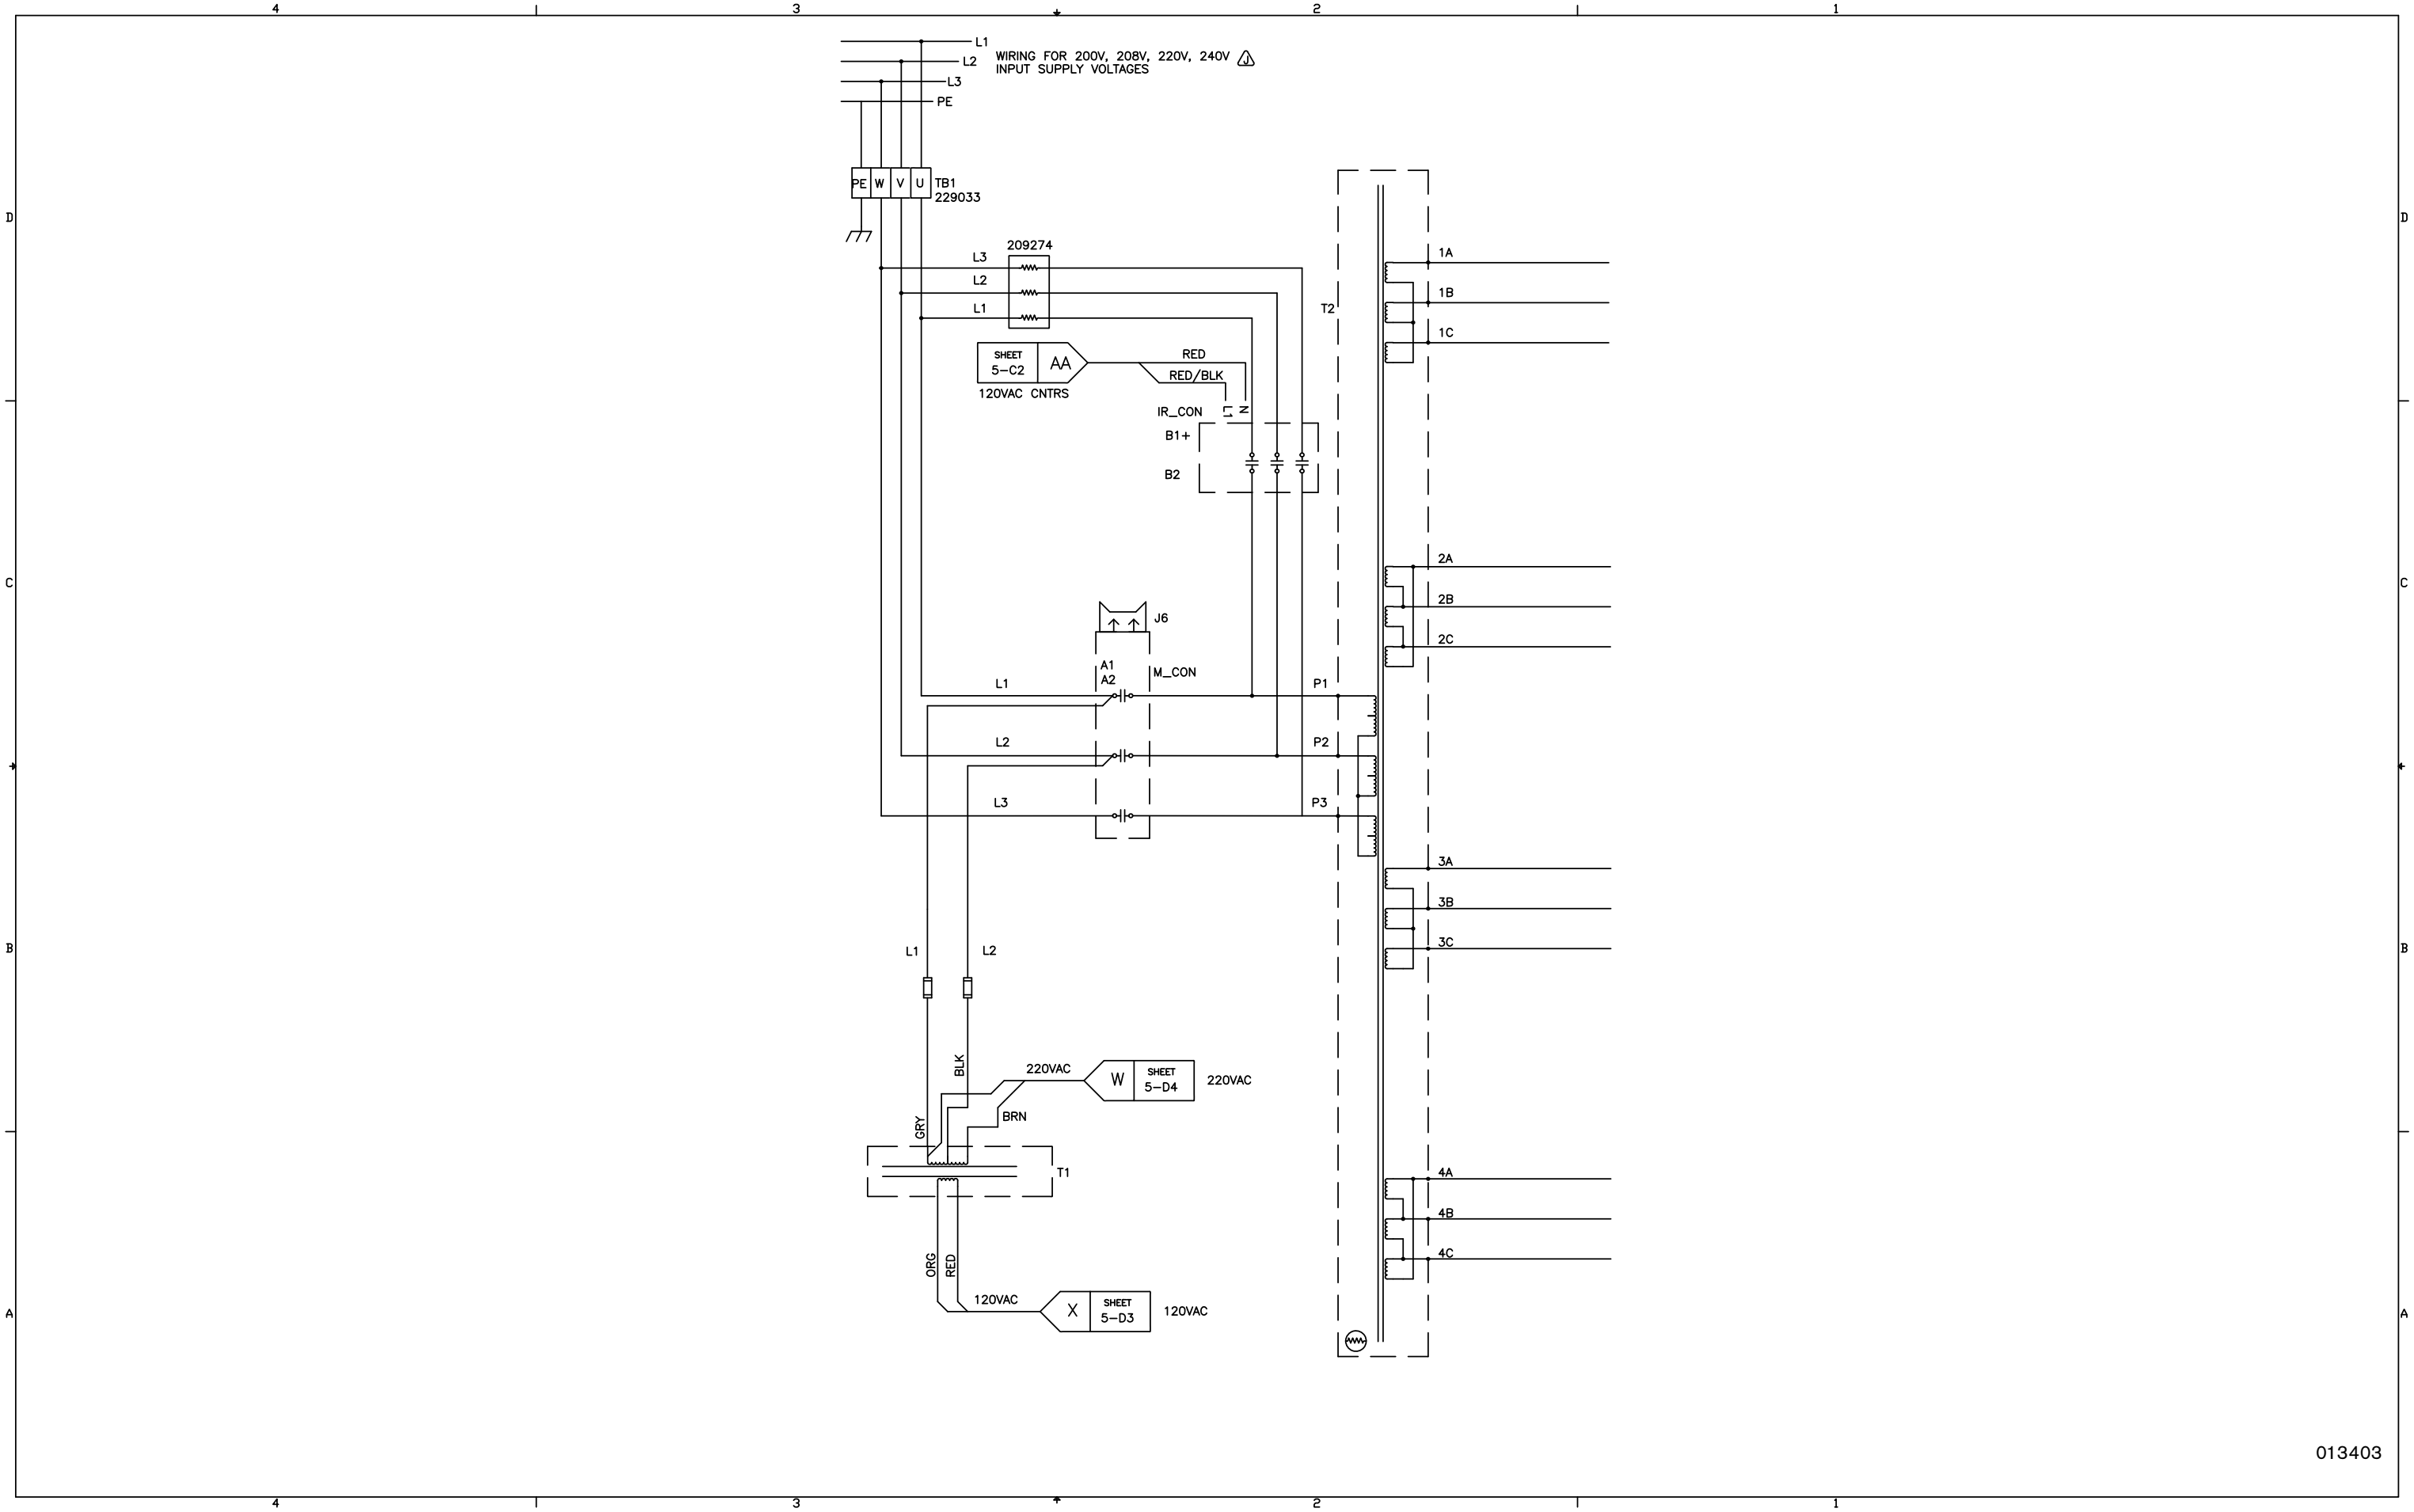 4 3 2 1
L1
L2
WIRING FOR 200V, 208V, 220V, 240V J
INPUT SUPPLY VOLTAGES
L3
PE
PE W V U TB1
229033
D D
209274
L3
L2
L1
T2
1A
1B
1C
SHEET
5-C2
AA
RED
RED/BLK
120VAC CNTRS
IR_CON
L1
N
B1+
B2
2A
C C
2B
2C
J6
A1
A2
M_CON
L1
P1
L2
P2
L3
P3
3A
3B
3C
B B
L1
L2
BLK
220VAC
W
SHEET
5-D4
220VAC
GRY
BRN
T1
4A
4B
4C
ORG
RED
120VAC
X
SHEET
5-D3
120VAC
A A
013403
4 3 2 1